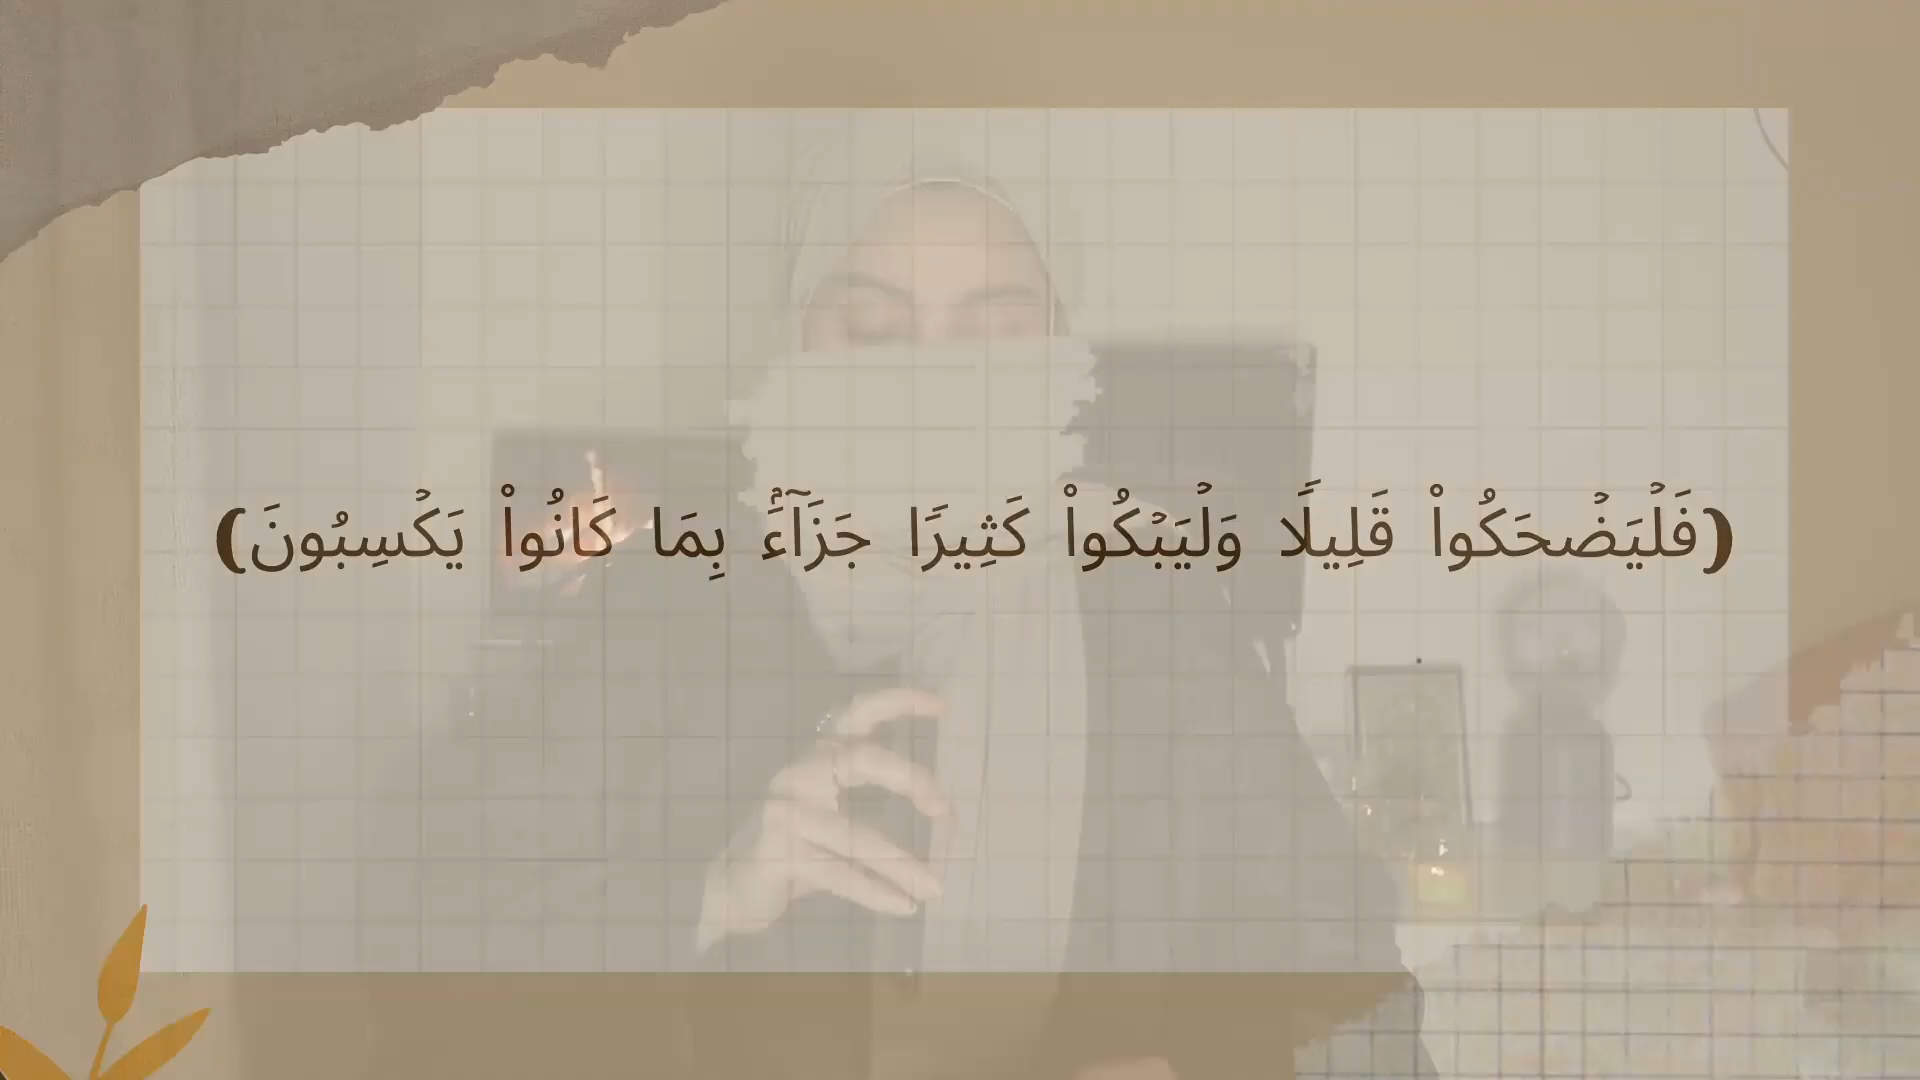 (فَلۡيَضۡحَكُواْ قَلِيلًا وَلۡيَبۡكُواْ كَثِيرًا جَزَآءَۢ بِمَا كَانُواْ يَكۡسِبُونَ)